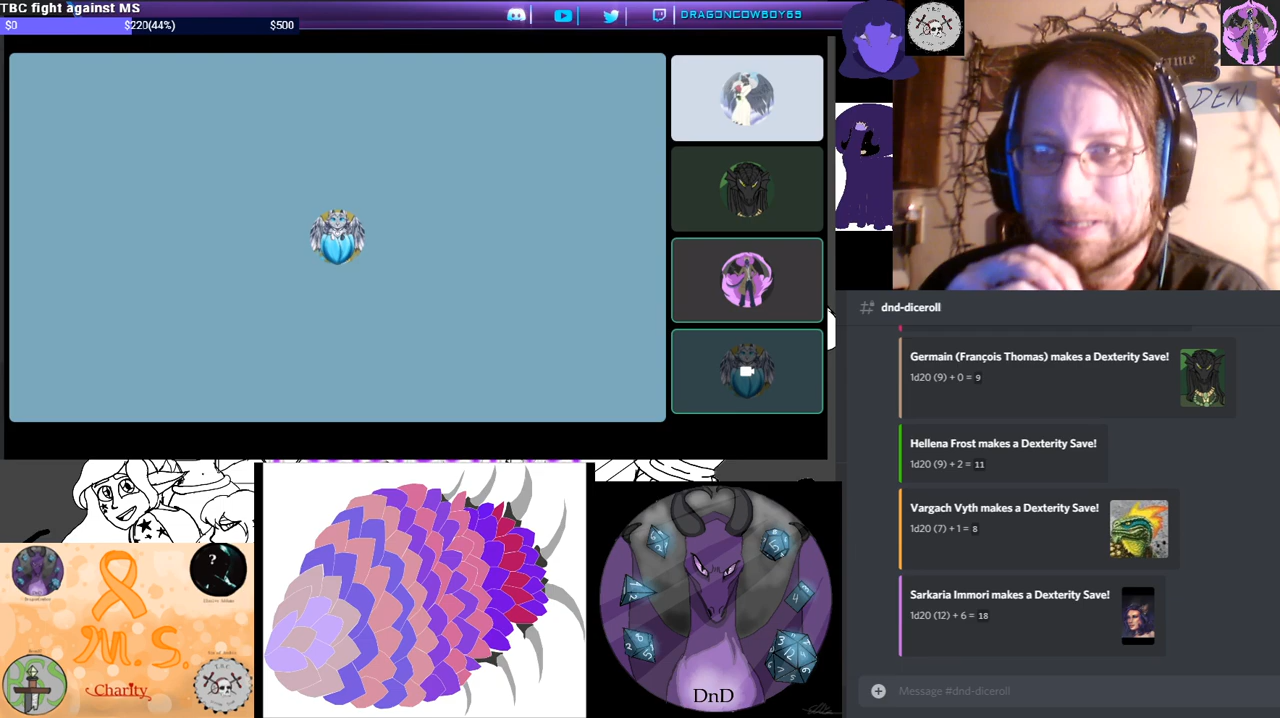 TBC fight against MS
$0
$220(44%)
$500
DRAGONCOWBOY69
DEN
dnd-diceroll
Germain (François Thomas) makes a Dexterity Save!
1d20 (9) + 0 = 9
Hellena Frost makes a Dexterity Save!
1d20 (9) + 2 = 11
Vargach Vyth makes a Dexterity Save!
1d20 (7) + 1 = 8
Sarkaria Immori makes a Dexterity Save!
1d20 (12) + 6 = 18
Message #dnd-diceroll
?
M.S.
Charity
TBC
DnD